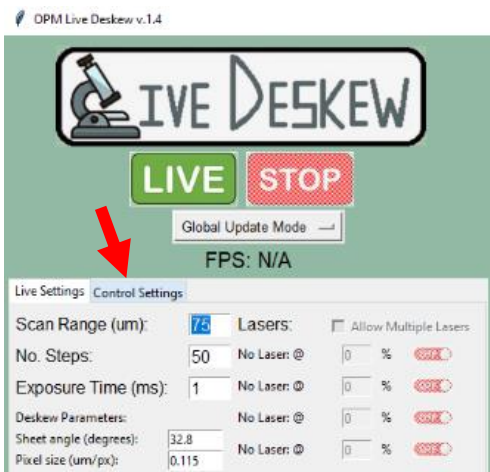 OPM Live Deskew v.1.4
LIVE DESKEW
LIVE STOP
Global Update Mode
FPS: N/A
Live Settings Control Settings
Scan Range (um): 75 Lasers: Allow Multiple Lasers
No. Steps: 50 No Laser: @ 0 %
Exposure Time (ms): 1 No Laser: @ 0 %
Deskew Parameters: No Laser: @ 0 %
Sheet angle (degrees): 32.8
No Laser: @ 0 %
Pixel size (um/px): 0.115